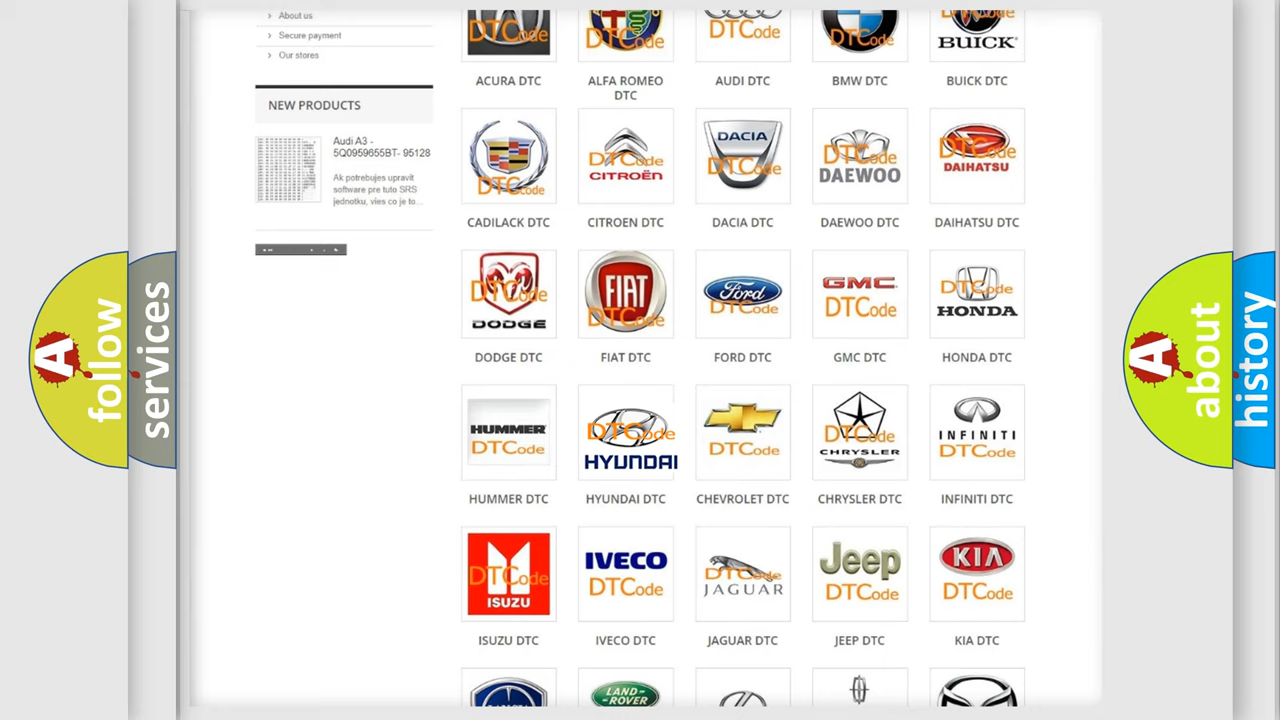 About us
Secure payment
Our stores
NEW PRODUCTS
Audi A3 -
5Q0959655BT- 95128
Ak potrebujes upravit
software pre tuto SRS
jednotku, vies co je to...
DTCode
DTCode
DTCode
DTCode
BUICK
ACURA DTC
ALFA ROMEO
DTC
AUDI DTC
BMW DTC
BUICK DTC
DTCode
DTCode
CITROËN
DACIA
DTCode
DTCode
DAEWOO
DTCode
DAIHATSU
CADILACK DTC
CITROEN DTC
DACIA DTC
DAEWOO DTC
DAIHATSU DTC
DTCode
DODGE
FIAT
DTCode
Ford
DTCode
GMC
DTCode
DTCode
HONDA
DODGE DTC
FIAT DTC
FORD DTC
GMC DTC
HONDA DTC
HUMMER
DTCode
DTCode
HYUNDAI
DTCode
DTCode
CHRYSLER
INFINITI
DTCode
HUMMER DTC
HYUNDAI DTC
CHEVROLET DTC
CHRYSLER DTC
INFINITI DTC
DTCode
ISUZU
IVECO
DTCode
DTCode
JAGUAR
Jeep
DTCode
KIA
DTCode
ISUZU DTC
IVECO DTC
JAGUAR DTC
JEEP DTC
KIA DTC
LAND-
ROVER
A
follow
services
A
about
history